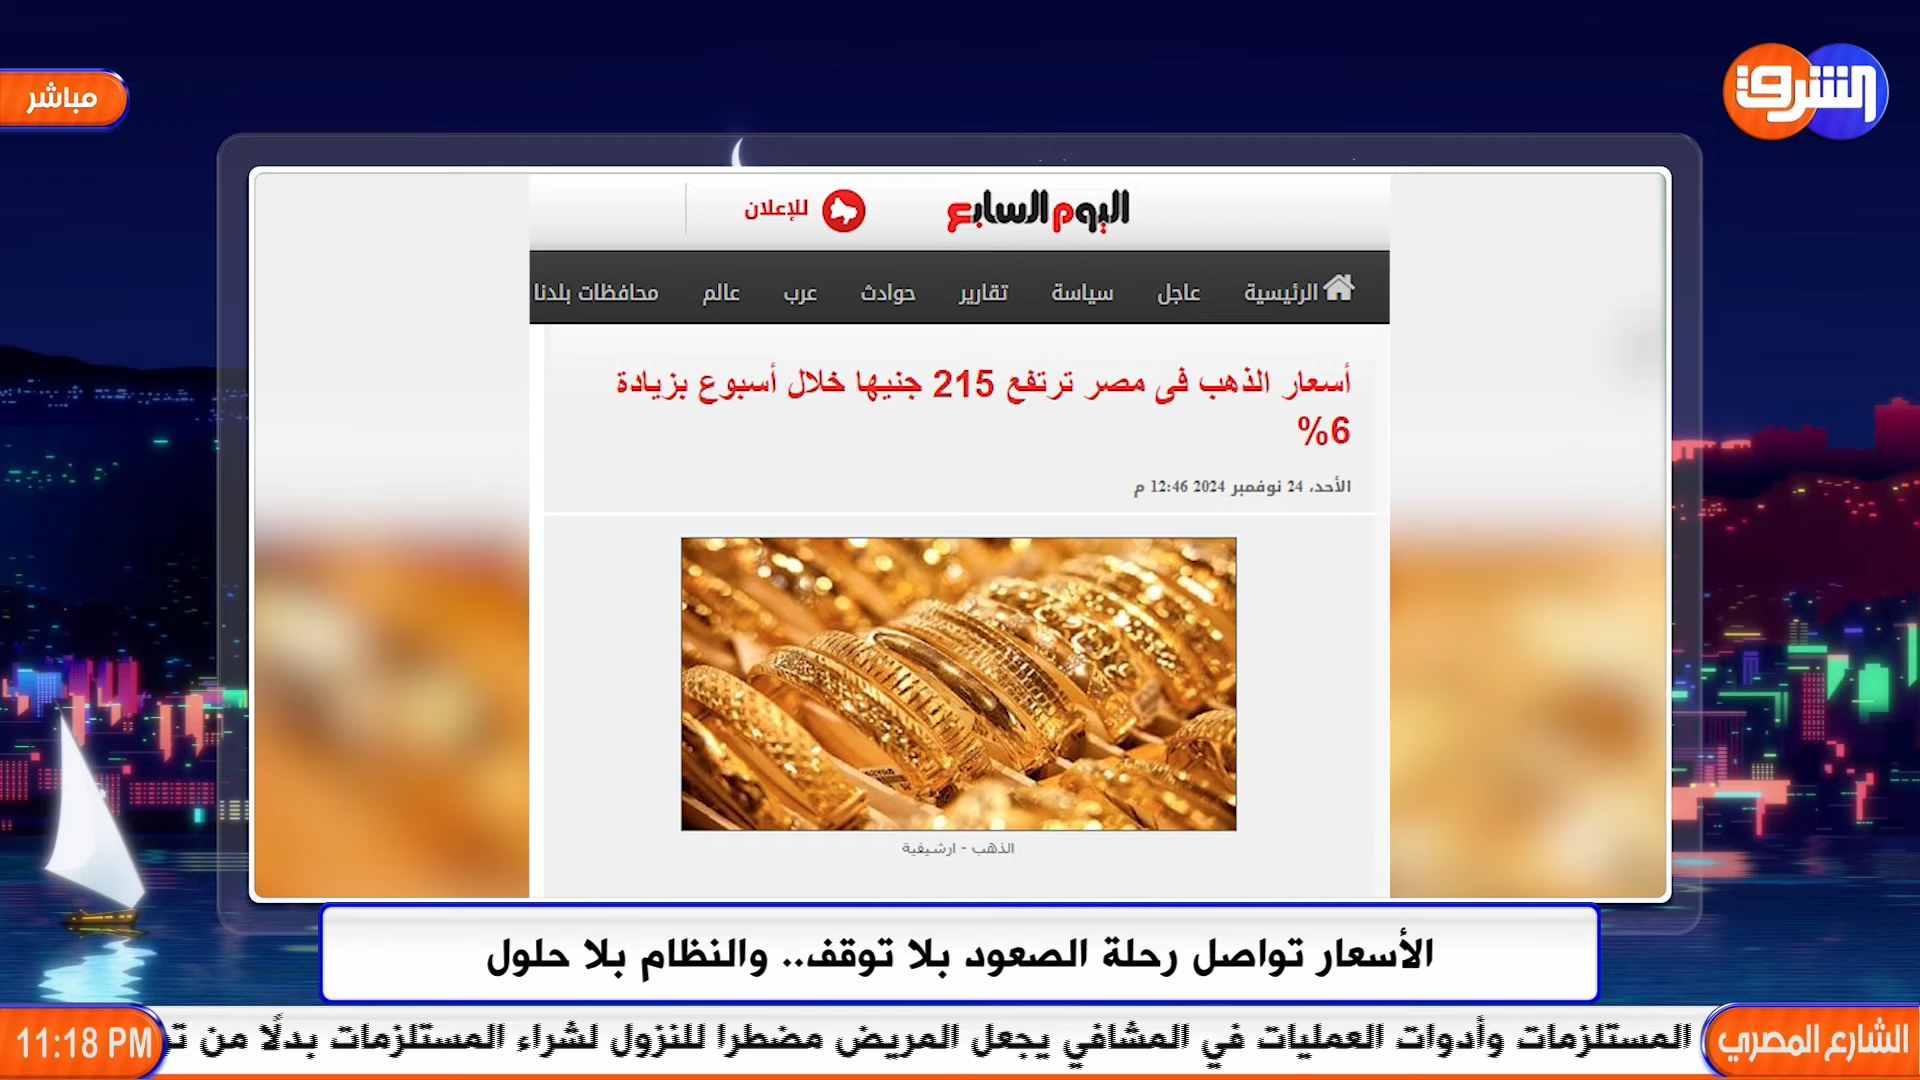 مباشر
الشرق
اليوم السابع
للإعلان
الرئيسية عاجل سياسة تقارير حوادث عرب عالم محافظات بلدنا
أسعار الذهب فى مصر ترتفع 215 جنيها خلال أسبوع بزيادة
6%
الأحد، 24 نوفمبر 2024 12:46 م
الذهب - ارشيفية
الأسعار تواصل رحلة الصعود بلا توقف.. والنظام بلا حلول
الشارع المصري
المستلزمات وأدوات العمليات في المشافي يجعل المريض مضطرا للنزول لشراء المستلزمات بدلًا من
11:18 PM